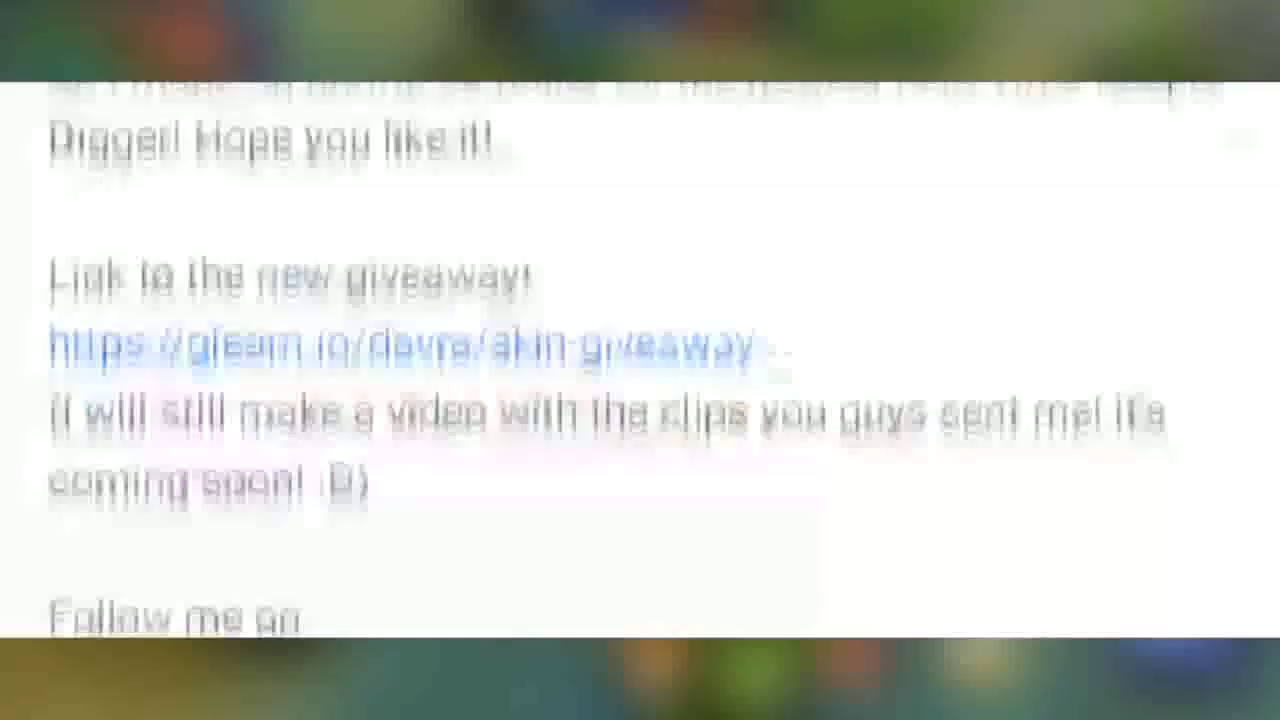 Digger! Hope you like it!
Link to the new giveaway!
https://gleam.io/davra/skin-giveaway
(I will still make a video with the clips you guys sent me! it's
coming soon! :D)
Follow me on